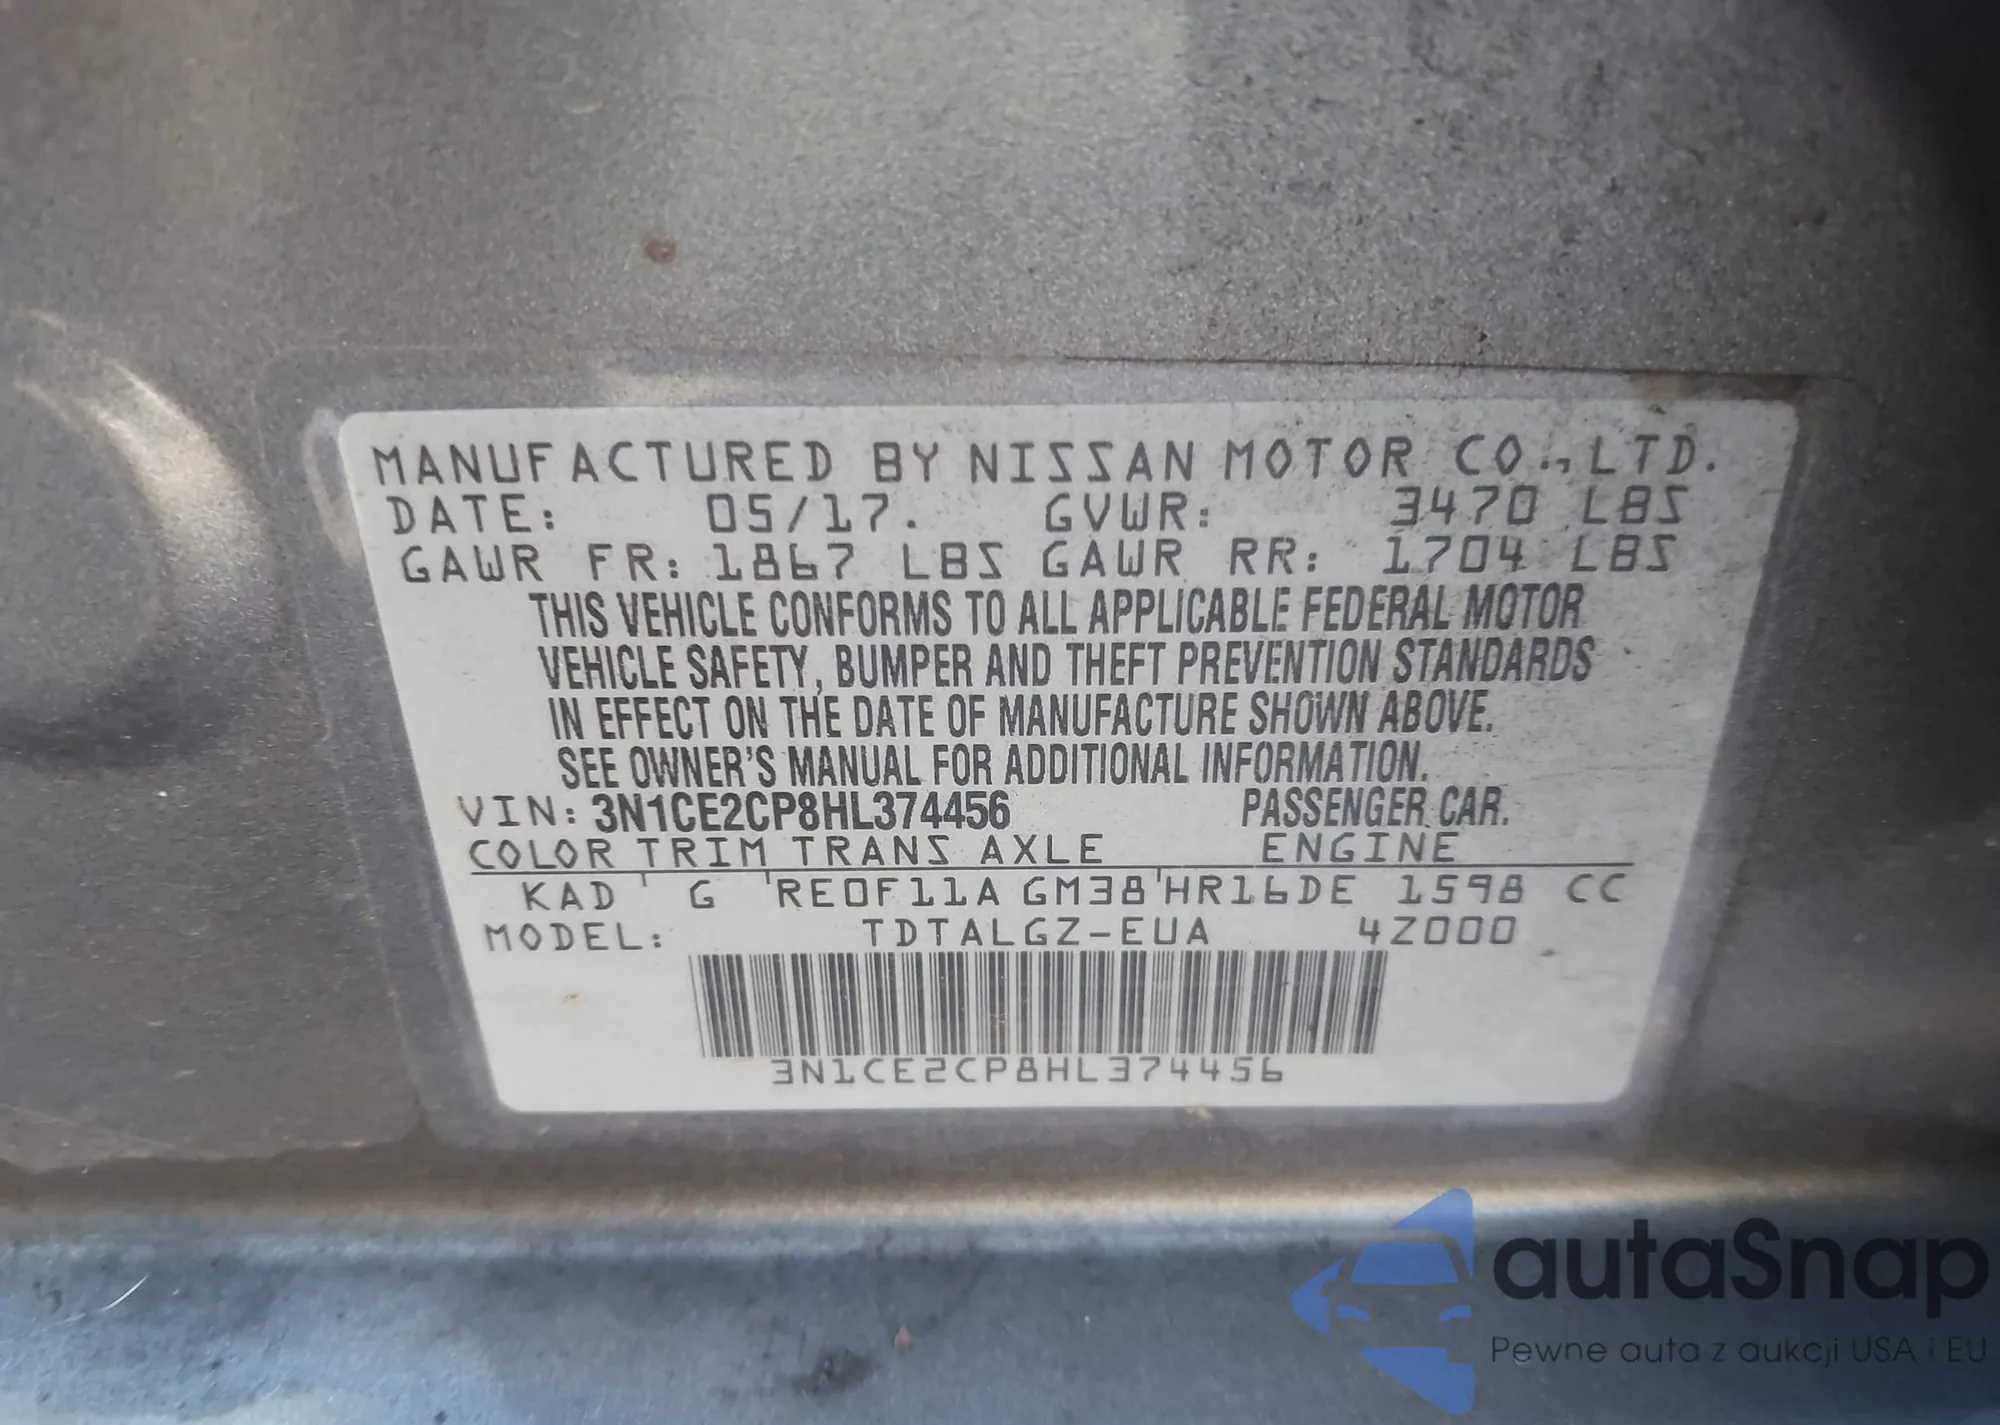 MANUFACTURED BY NISSAN MOTOR CO., LTD.
DATE: 05/17. GVWR: 3470 LBS
GAWR FR: 1867 LBS GAWR RR: 1704 LBS
THIS VEHICLE CONFORMS TO ALL APPLICABLE FEDERAL MOTOR
VEHICLE SAFETY, BUMPER AND THEFT PREVENTION STANDARDS
IN EFFECT ON THE DATE OF MANUFACTURE SHOWN ABOVE.
SEE OWNER'S MANUAL FOR ADDITIONAL INFORMATION.
VIN: 3N1CE2CP8HL374456 PASSENGER CAR.
COLOR TRIM TRANS AXLE ENGINE
KAD G RE0F11A GM38 HR16DE 1598 CC
MODEL: TDTALGZ-EUA 4Z000
3N1CE2CP8HL374456
autaSnap
Pewne auta z aukcji USA i EU